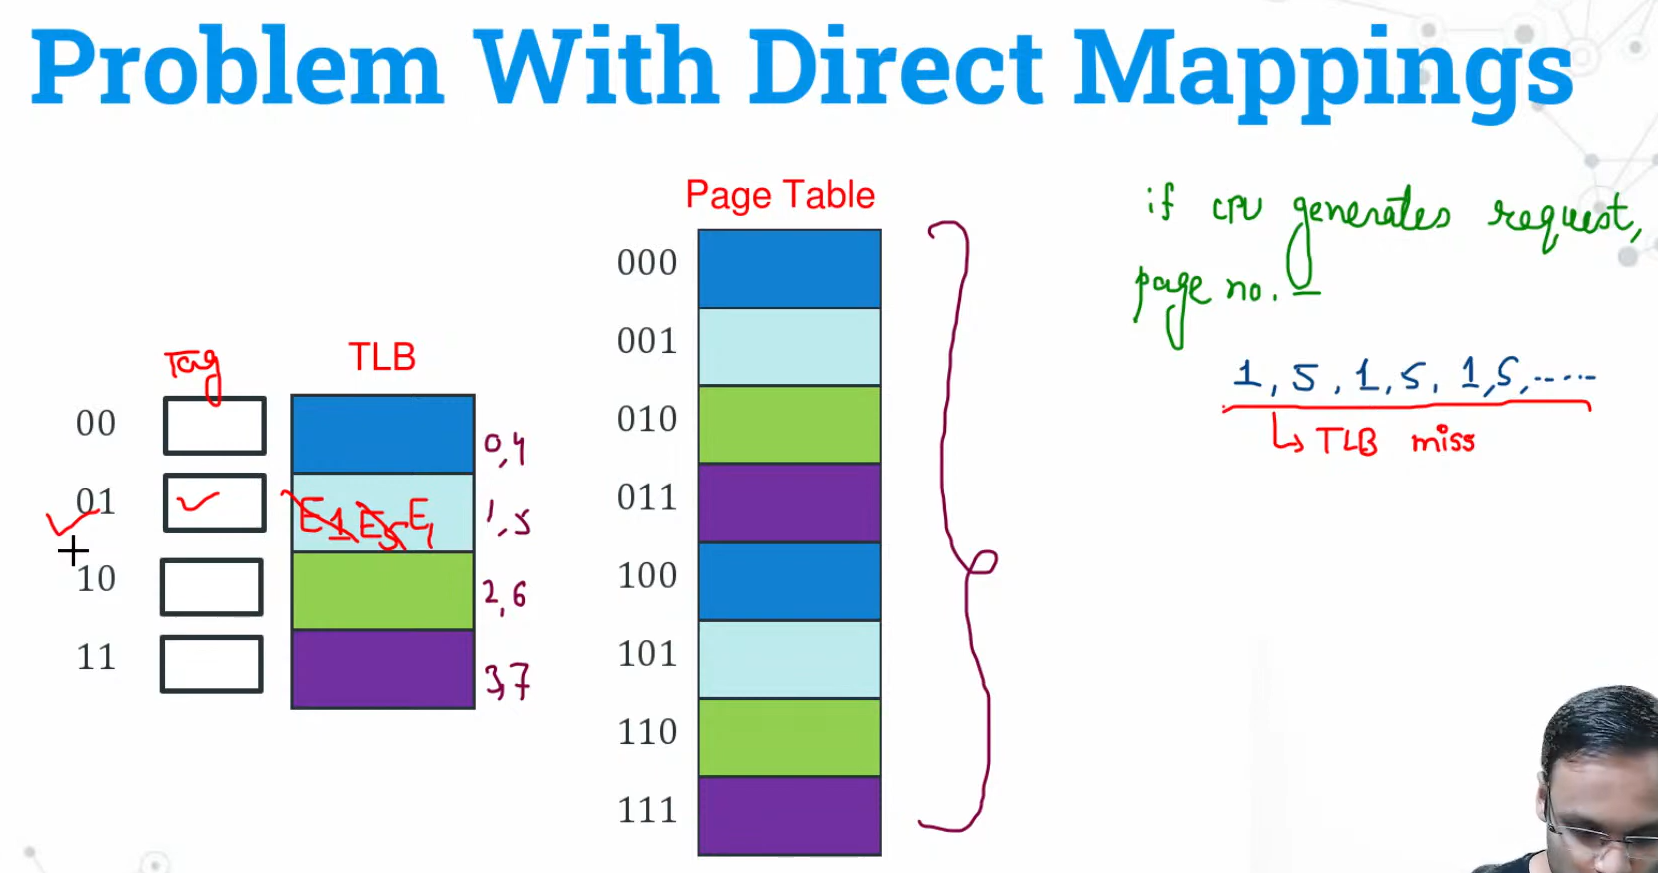 Problem With Direct Mappings
Page Table
if CPU generates request,
page no. _
1, 5, 1, 5, 1, 5, .....
↳ TLB miss
Tag
TLB
00
0,4
01
E1 E5 E1
1,5
10
2,6
11
3,7
000
001
010
011
100
101
110
111